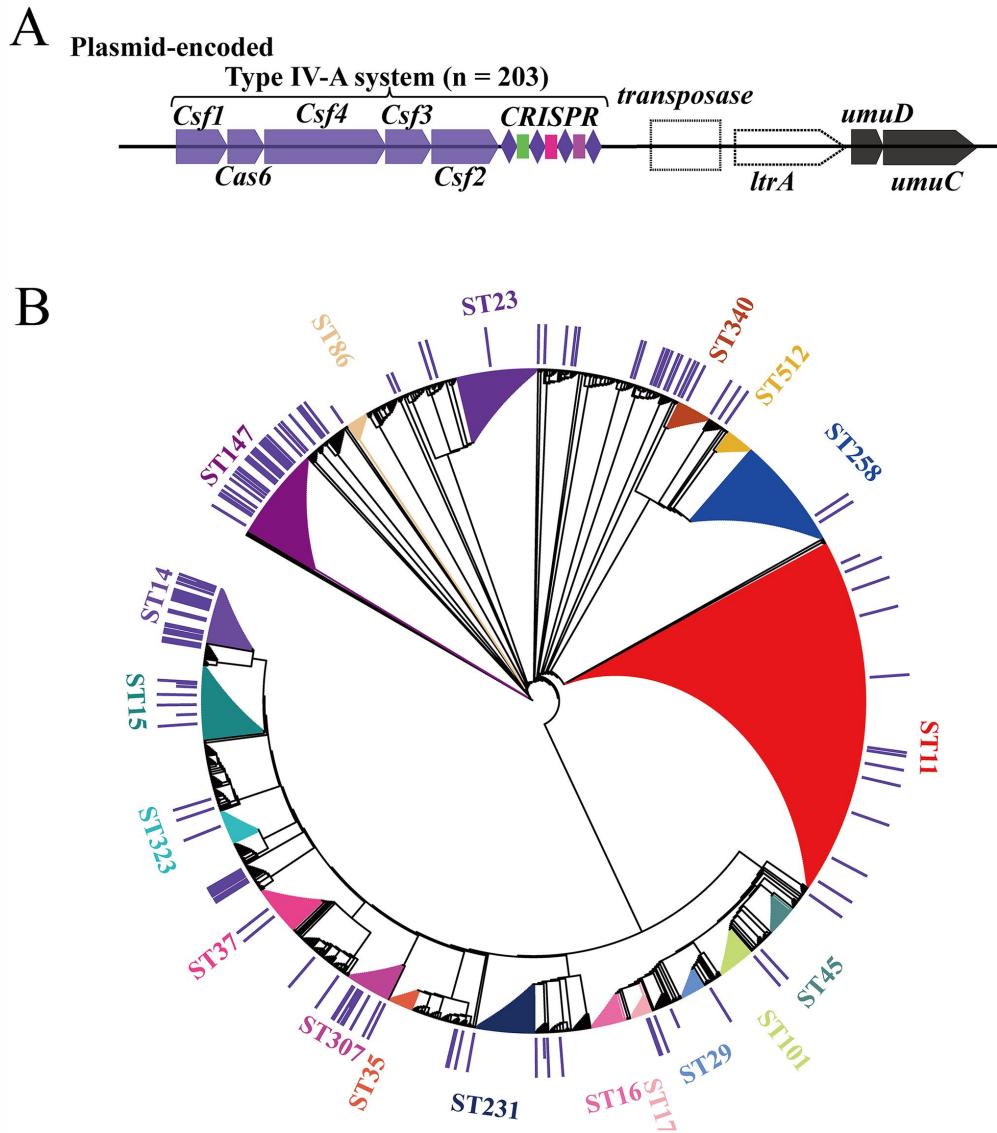 A
Plasmid-encoded
Type IV-A system (n = 203)
Csf1 Csf4 Csf3 CRISPR transposase umuD
Cas6 Csf2 ltrA umuC
B
ST23
ST86
ST340
ST512
ST147
ST258
ST14
ST15
ST11
ST323
ST37
ST45
ST307
ST101
ST35
ST29
ST231
ST16
ST17